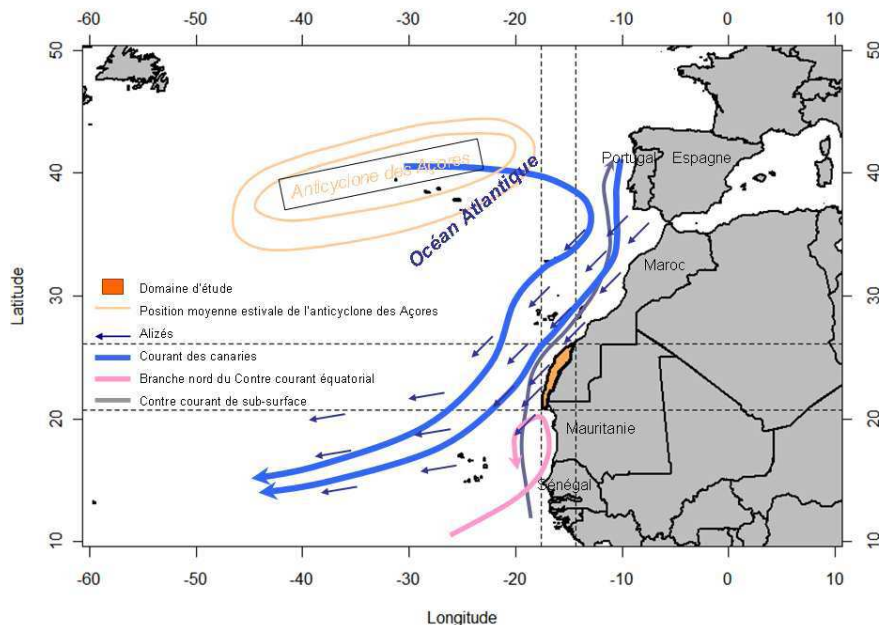 -60 -50 -40 -30 -20 -10 0 10
50 50
40 40
30 30
20 20
10 10
Latitude
Anticyclone des Açores
Océan Atlantique
Portugal Espagne
Maroc
Domaine d'étude
Position moyenne estivale de l'anticyclone des Açores
Alizés
Courant des canaries
Branche nord du Contre courant équatorial
Contre courant de sub-surface
Mauritanie
Sénégal
-60 -50 -40 -30 -20 -10 0 10
Longitude